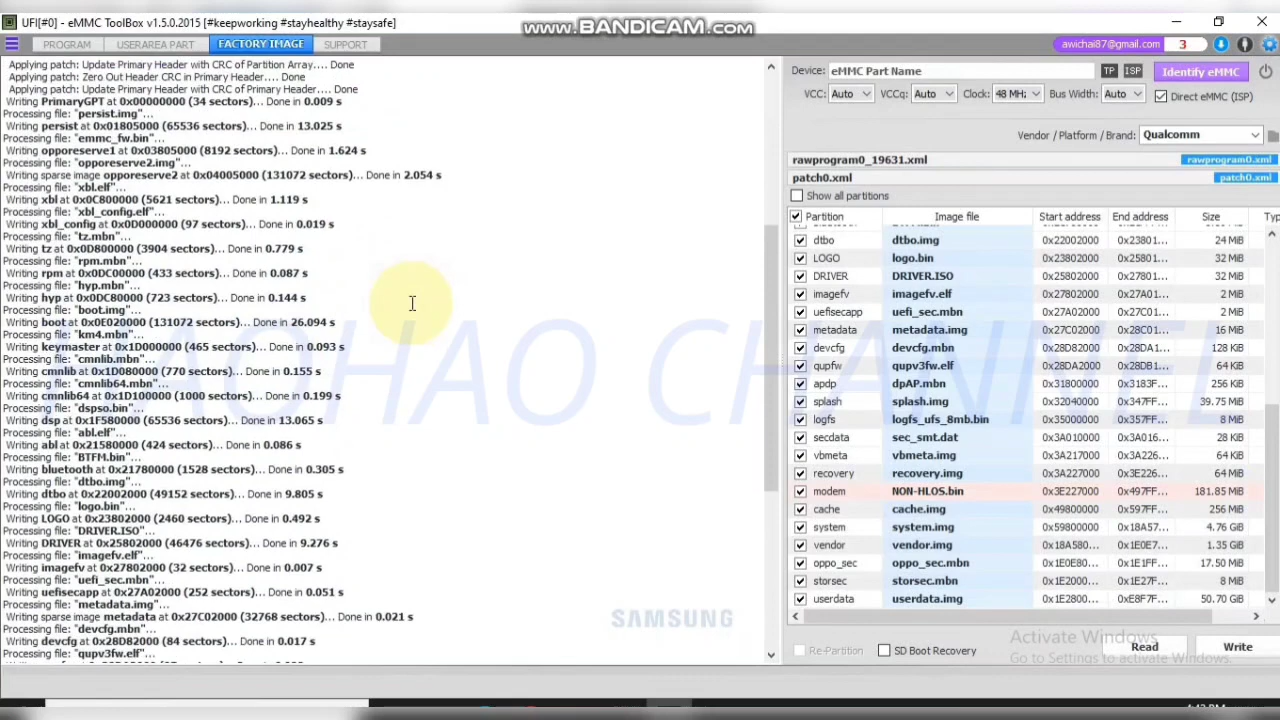 UFI[#0] - eMMC ToolBox v1.5.0.2015 [#keepworking #stayhealthy #staysafe]
www.BANDICAM.com
PROGRAM USERAREA PART FACTORY IMAGE SUPPORT
awichai87@gmail.com 3
Applying patch: Update Primary Header with CRC of Partition Array.... Done
Applying patch: Zero Out Header CRC in Primary Header.... Done
Applying patch: Update Primary Header with CRC of Primary Header.... Done
Writing PrimaryGPT at 0x00000000 (34 sectors)... Done in 0.009 s
Processing file: "persist.img"...
Writing persist at 0x01805000 (65536 sectors)... Done in 13.025 s
Processing file: "emmc_fw.bin"...
Writing opporeserve1 at 0x03805000 (8192 sectors)... Done in 1.624 s
Processing file: "opporeserve2.img"...
Writing sparse image opporeserve2 at 0x04005000 (131072 sectors)... Done in 2.054 s
Processing file: "xbl.elf"...
Writing xbl at 0x0C800000 (5621 sectors)... Done in 1.119 s
Processing file: "xbl_config.elf"...
Writing xbl_config at 0x0D000000 (97 sectors)... Done in 0.019 s
Processing file: "tz.mbn"...
Writing tz at 0x0D800000 (3904 sectors)... Done in 0.779 s
Processing file: "rpm.mbn"...
Writing rpm at 0x0DC00000 (433 sectors)... Done in 0.087 s
Processing file: "hyp.mbn"...
Writing hyp at 0x0DC80000 (723 sectors)... Done in 0.144 s
Processing file: "boot.img"...
Writing boot at 0x0E020000 (131072 sectors)... Done in 26.094 s
Processing file: "km4.mbn"...
Writing keymaster at 0x1D000000 (465 sectors)... Done in 0.093 s
Processing file: "cmnlib.mbn"...
Writing cmnlib at 0x1D080000 (770 sectors)... Done in 0.155 s
Processing file: "cmnlib64.mbn"...
Writing cmnlib64 at 0x1D100000 (1000 sectors)... Done in 0.199 s
Processing file: "dspso.bin"...
Writing dsp at 0x1F580000 (65536 sectors)... Done in 13.065 s
Processing file: "abl.elf"...
Writing abl at 0x21580000 (424 sectors)... Done in 0.086 s
Processing file: "BTFM.bin"...
Writing bluetooth at 0x21780000 (1528 sectors)... Done in 0.305 s
Processing file: "dtbo.img"...
Writing dtbo at 0x22002000 (49152 sectors)... Done in 9.805 s
Processing file: "logo.bin"...
Writing LOGO at 0x23802000 (2460 sectors)... Done in 0.492 s
Processing file: "DRIVER.ISO"...
Writing DRIVER at 0x25802000 (46476 sectors)... Done in 9.276 s
Processing file: "imagefv.elf"...
Writing imagefv at 0x27802000 (32 sectors)... Done in 0.007 s
Processing file: "uefi_sec.mbn"...
Writing uefisecapp at 0x27A02000 (252 sectors)... Done in 0.051 s
Processing file: "metadata.img"...
Writing sparse image metadata at 0x27C02000 (32768 sectors)... Done in 0.021 s
Processing file: "devcfg.mbn"...
Writing devcfg at 0x28D82000 (84 sectors)... Done in 0.017 s
Processing file: "qupv3fw.elf"...
SAMSUNG
Device: eMMC Part Name TP ISP Identify eMMC
VCC: Auto VCCq: Auto Clock: 48 MHz Bus Width: Auto Direct eMMC (ISP)
Vendor / Platform / Brand: Qualcomm
rawprogram0_19631.xml rawprogram0.xml
patch0.xml patch0.xml
Show all partitions
Partition Image file Start address End address Size
dtbo dtbo.img 0x22002000 0x23801... 24 MiB
LOGO logo.bin 0x23802000 0x25801... 32 MiB
DRIVER DRIVER.ISO 0x25802000 0x27801... 32 MiB
imagefv imagefv.elf 0x27802000 0x27A01... 2 MiB
uefisecapp uefi_sec.mbn 0x27A02000 0x27C01... 2 MiB
metadata metadata.img 0x27C02000 0x28C01... 16 MiB
devcfg devcfg.mbn 0x28D82000 0x28DA1... 128 KiB
qupfw qupv3fw.elf 0x28DA2000 0x28DB1... 64 KiB
apdp dpAP.mbn 0x31800000 0x3183F... 256 KiB
splash splash.img 0x32040000 0x347FF... 39.75 MiB
logfs logfs_ufs_8mb.bin 0x35000000 0x357FF... 8 MiB
secdata sec_smt.dat 0x3A010000 0x3A016... 28 KiB
vbmeta vbmeta.img 0x3A217000 0x3A226... 64 KiB
recovery recovery.img 0x3A227000 0x3E226... 64 MiB
modem NON-HLOS.bin 0x3E227000 0x497FF... 181.85 MiB
cache cache.img 0x49800000 0x597FF... 256 MiB
system system.img 0x59800000 0x18A57... 4.76 GiB
vendor vendor.img 0x18A580... 0x1E0E7... 1.35 GiB
oppo_sec oppo_sec.mbn 0x1E0E80... 0x1E1FF... 17.50 MiB
storsec storsec.mbn 0x1E2000... 0x1E27F... 8 MiB
userdata userdata.img 0x1E2800... 0xE8F7F... 50.70 GiB
Re-Partition SD Boot Recovery Read Write
Activate Windows
Go to Settings to activate Windows.